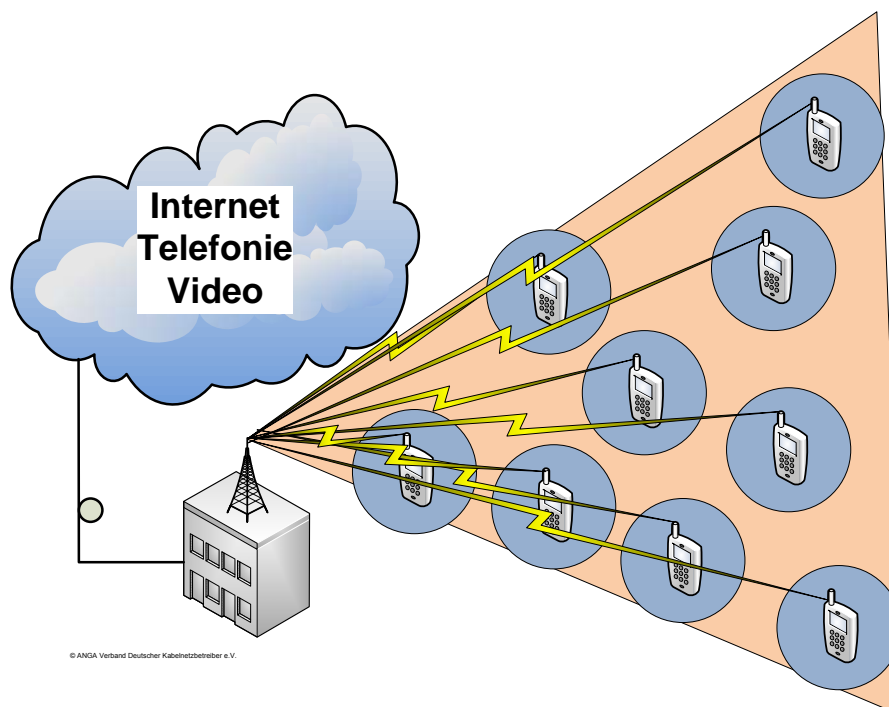 Internet
Telefonie
Video
© ANGA Verband Deutscher Kabelnetzbetreiber e.V.